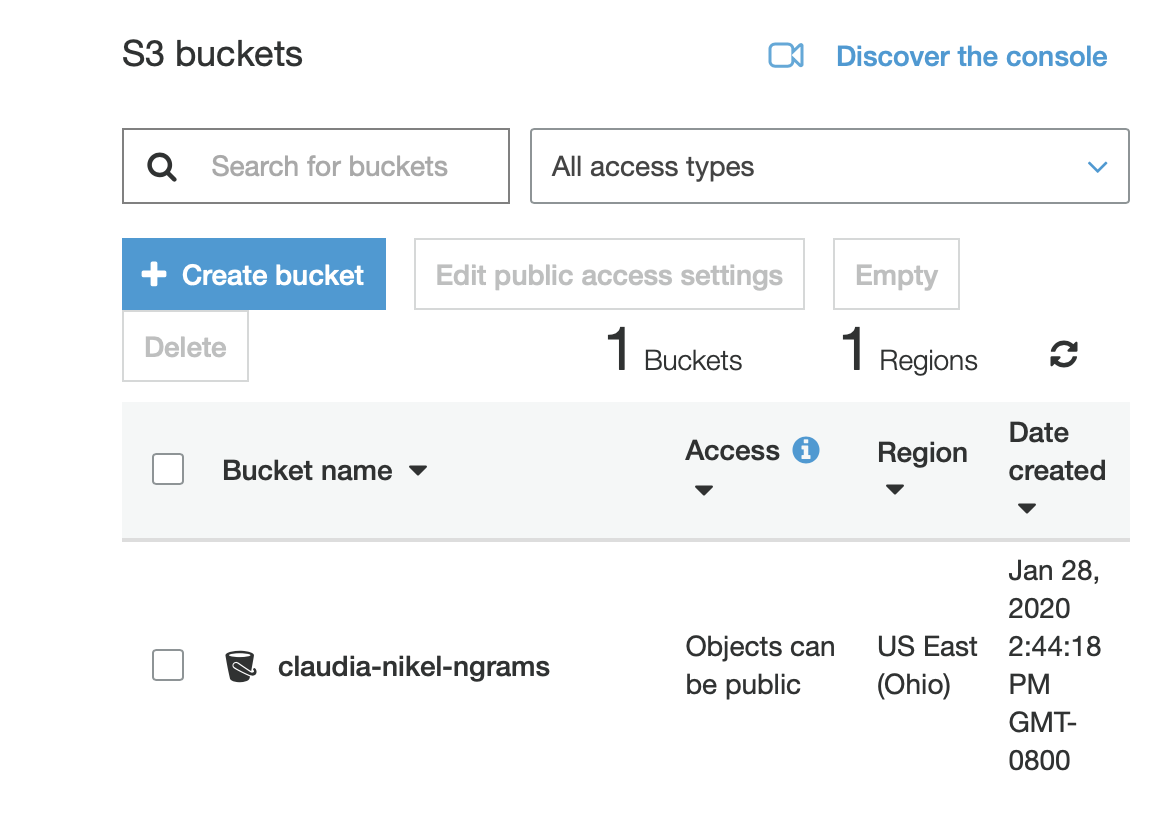 S3 buckets
Discover the console
Search for buckets
All access types
Create bucket
Edit public access settings
Empty
Delete
1 Buckets
1 Regions
Bucket name
Access
Region
Date
created
claudia-nikel-ngrams
Objects can
be public
US East
(Ohio)
Jan 28,
2020
2:44:18
PM
GMT-
0800